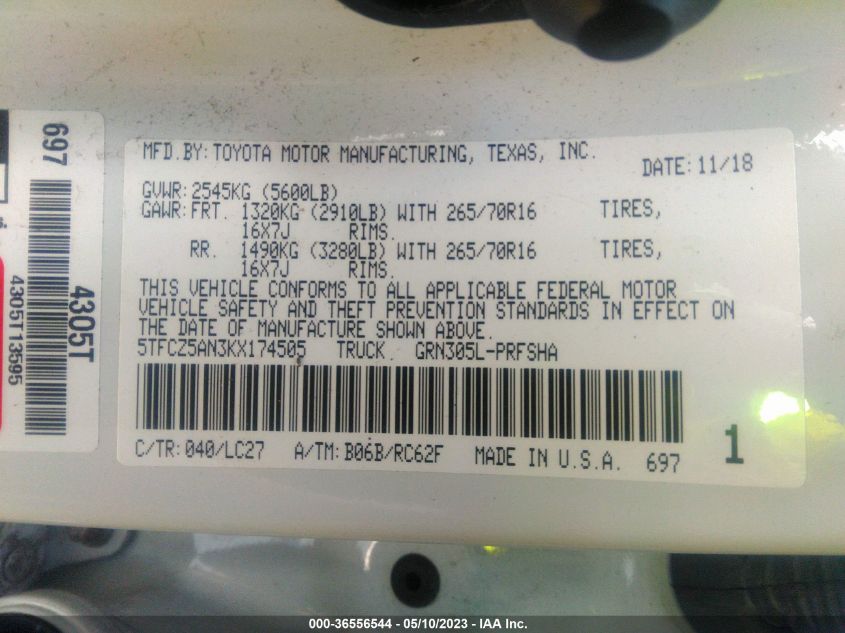 697
4305T
4305T13595
MFD.BY: TOYOTA MOTOR MANUFACTURING, TEXAS, INC. DATE: 11/18
GVWR: 2545KG (5600LB)
GAWR: FRT. 1320KG (2910LB) WITH 265/70R16 TIRES,
16X7J RIMS.
RR. 1490KG (3280LB) WITH 265/70R16 TIRES,
16X7J RIMS.
THIS VEHICLE CONFORMS TO ALL APPLICABLE FEDERAL MOTOR
VEHICLE SAFETY AND THEFT PREVENTION STANDARDS IN EFFECT ON
THE DATE OF MANUFACTURE SHOWN ABOVE.
5TFCZ5AN3KX174505 TRUCK GRN305L-PRFSHA
C/TR: 040/LC27 A/TM: B06B/RC62F MADE IN U.S.A. 697 1
000-36556544 — 05/10/2023 — IAA Inc.